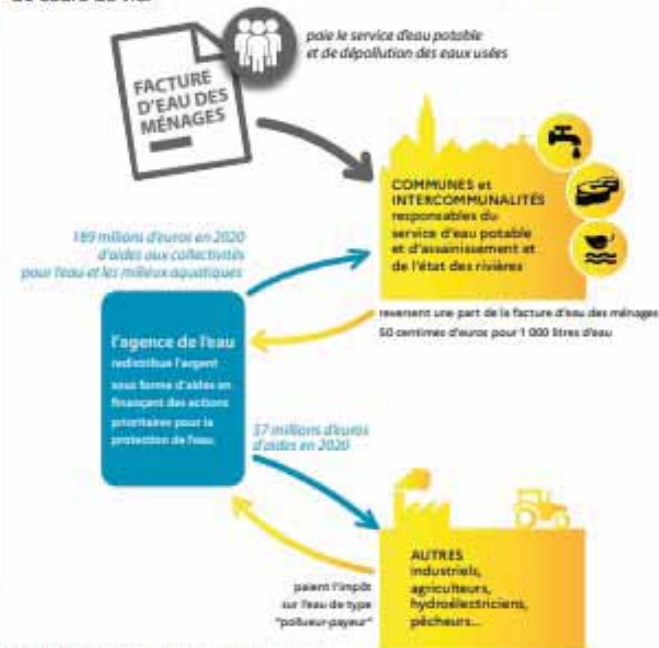 paie le service d'eau potable
et de dépollution des eaux usées
FACTURE
D'EAU DES
MÉNAGES
COMMUNES et
INTERCOMMUNALITÉS
responsables du
service d'eau potable
et d'assainissement et
de l'état des rivières
189 millions d'euros en 2020
d'aides aux collectivités
pour l'eau et les milieux aquatiques
reversent une part de la facture d'eau des ménages
50 centimes d'euros pour 1 000 litres d'eau
l'agence de l'eau
redistribue l'argent
sous forme d'aides en
finançant des actions
prioritaires pour la
protection de l'eau.
37 millions d'euros
d'aides en 2020
AUTRES
industriels,
agriculteurs,
hydroélectriciens,
pêcheurs...
paient l'impôt
sur l'eau de type
"pollueur-payeur"